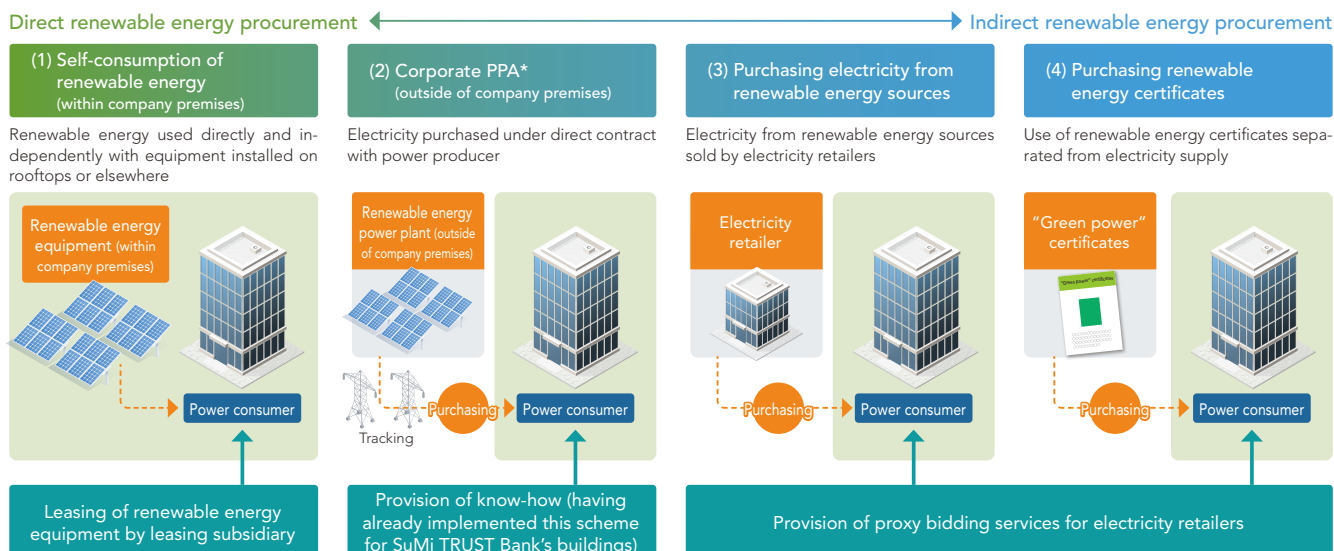 Direct renewable energy procurement
Indirect renewable energy procurement
(1) Self-consumption of
renewable energy
(within company premises)
Renewable energy used directly and in-
dependently with equipment installed on
rooftops or elsewhere
Renewable energy
equipment (within
company premises)
Power consumer
Leasing of renewable energy
equipment by leasing subsidiary
(2) Corporate PPA*
(outside of company premises)
Electricity purchased under direct contract
with power producer
Renewable energy
power plant (outside
of company premises)
Tracking
Purchasing
Power consumer
Provision of know-how (having
already implemented this scheme
for SuMi TRUST Bank's buildings)
(3) Purchasing electricity from
renewable energy sources
Electricity from renewable energy sources
sold by electricity retailers
Electricity
retailer
Purchasing
Power consumer
(4) Purchasing renewable
energy certificates
Use of renewable energy certificates sepa-
rated from electricity supply
"Green power"
certificates
"Green power" certificates
Purchasing
Power consumer
Provision of proxy bidding services for electricity retailers